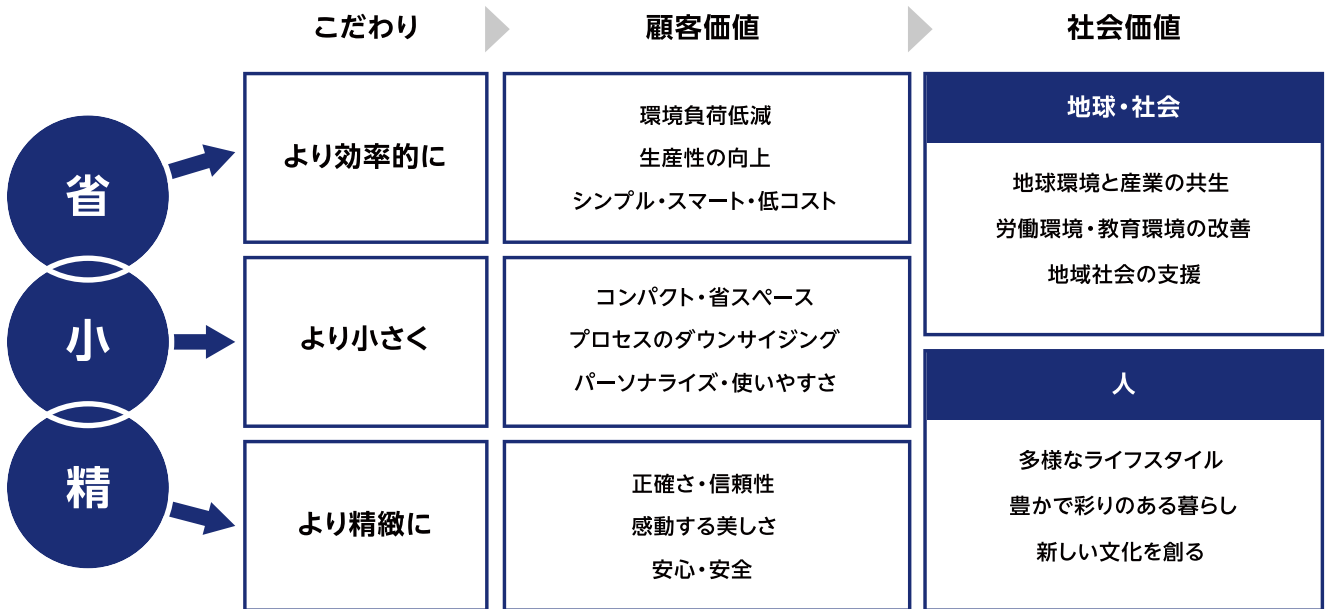 こだわり
顧客価値
社会価値
省
より効率的に
環境負荷低減
生産性の向上
シンプル・スマート・低コスト
小
より小さく
コンパクト・省スペース
プロセスのダウンサイジング
パーソナライズ・使いやすさ
精
より精緻に
正確さ・信頼性
感動する美しさ
安心・安全
地球・社会
地球環境と産業の共生
労働環境・教育環境の改善
地域社会の支援
人
多様なライフスタイル
豊かで彩りのある暮らし
新しい文化を創る